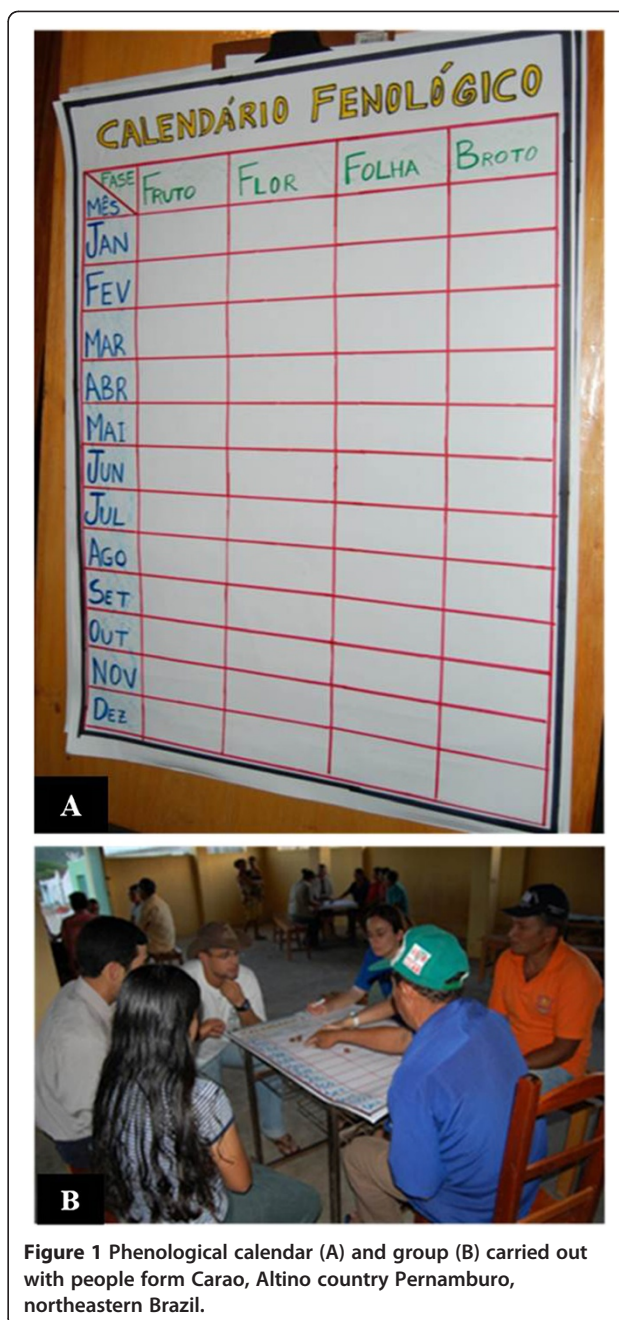 CALENDÁRIO FENOLÓGICO
FASE
MÊS
FRUTO FLOR FOLHA BROTO
JAN
FEV
MAR
ABR
MAI
JUN
JUL
AGO
SET
OUT
NOV
DEZ
A
B
Figure 1 Phenological calendar (A) and group (B) carried out
with people form Carao, Altino country Pernamburo,
northeastern Brazil.